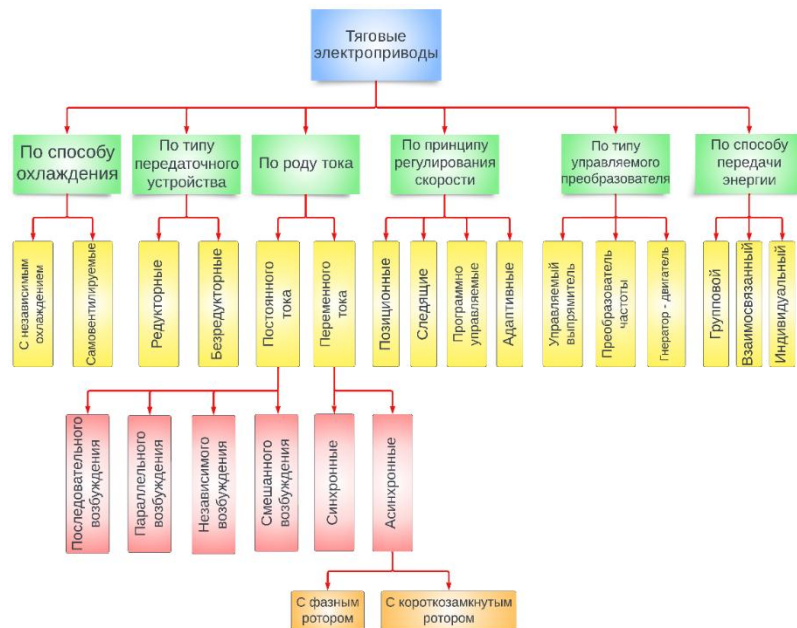 Тяговые
электроприводы
По способу
охлаждения
По типу
передаточного
устройства
По роду тока
По принципу
регулирования
скорости
По типу
управляемого
преобразователя
По способу
передачи
энергии
С независимым
охлаждением
Самовентилируемые
Редукторные
Безредукторные
Постоянного
тока
Переменного
тока
Позиционные
Следящие
Программно
управляемые
Адаптивные
Управляемый
выпрямитель
Преобразователь
частоты
Гнератор - двигатель
Групповой
Взаимосвязанный
Индивидуальный
Последовательного
возбуждения
Параллельного
возбуждения
Независимого
возбуждения
Смешанного
возбуждения
Синхронные
Асинхронные
С фазным
ротором
С короткозамкнутым
ротором